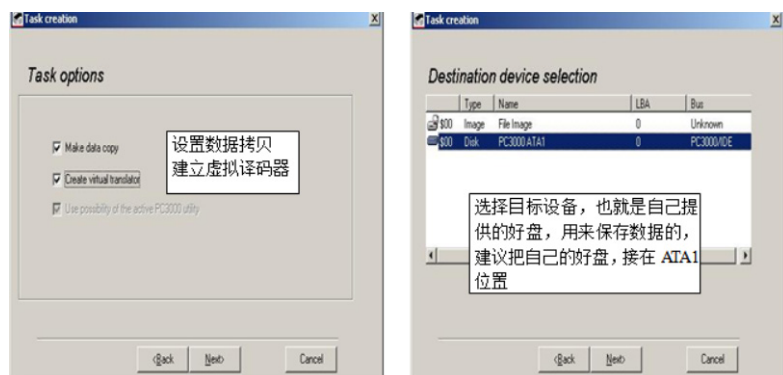 Task creation
Task options
Make data copy
Create virtual translator
Use possibility of the active PC3000 utility
设置数据拷贝
建立虚拟译码器
<Back
Next>
Cancel
Task creation
Destination device selection
Type Name LBA Bus
$00 Image File Image 0 Unknown
$00 Disk PC3000 ATA1 0 PC3000/IDE
选择目标设备，也就是自己提
供的好盘，用来保存数据的，
建议把自己的好盘，接在 ATA1
位置
<Back
Next>
Cancel